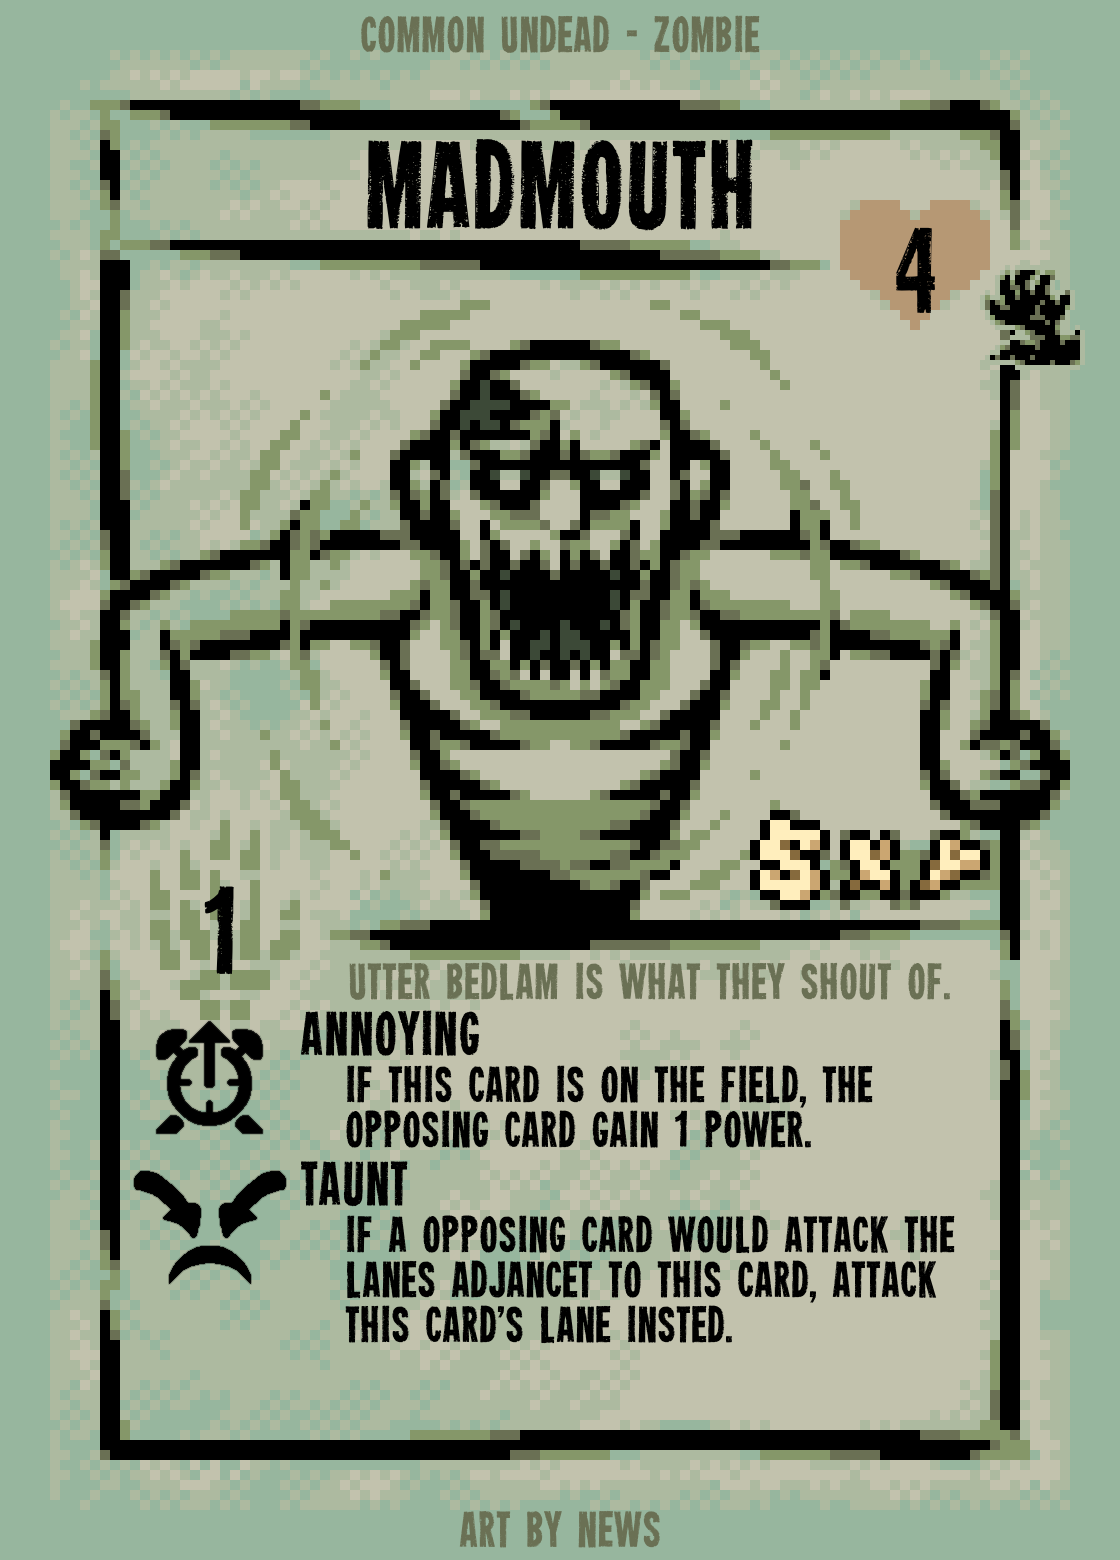 COMMON UNDEAD - ZOMBIE
MADMOUTH
4
5 X P
1
UTTER BEDLAM IS WHAT THEY SHOUT OF.
ANNOYING
IF THIS CARD IS ON THE FIELD, THE
OPPOSING CARD GAIN 1 POWER.
TAUNT
IF A OPPOSING CARD WOULD ATTACK THE
LANES ADJANCET TO THIS CARD, ATTACK
THIS CARD'S LANE INSTED.
ART BY NEWS